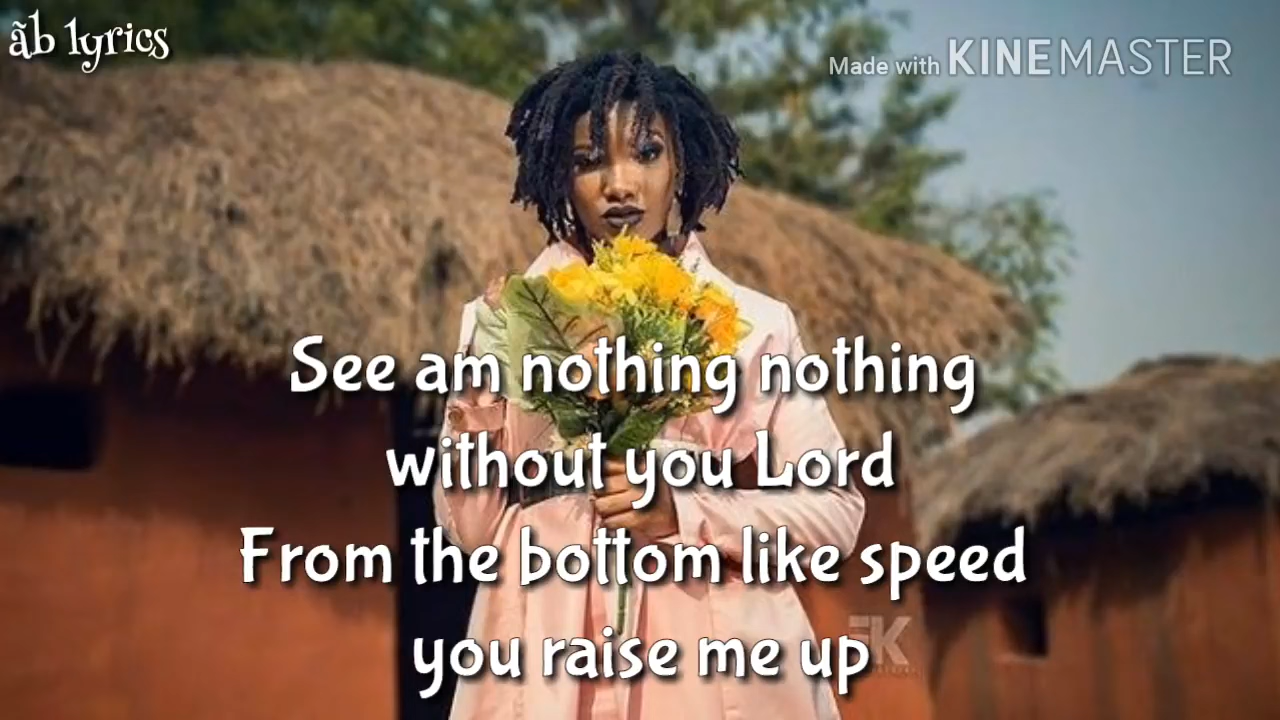 ãb lyrics
Made with KINEMASTER
See am nothing nothing
without you Lord
From the bottom like speed
you raise me up